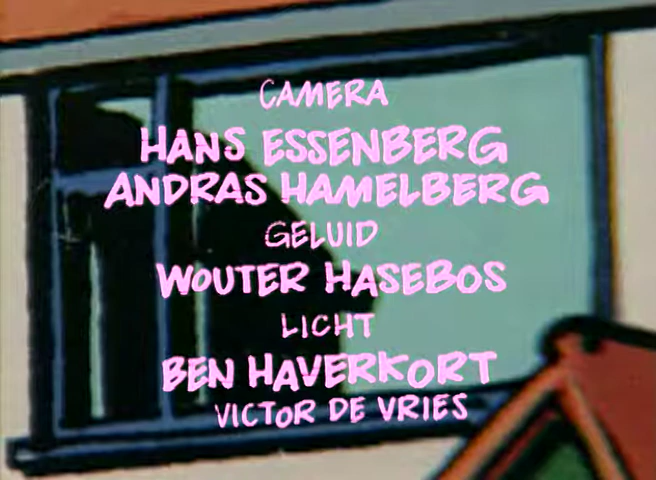 CAMERA
HANS ESSENBERG
ANDRAS HAMELBERG
GELUID
WOUTER HASEBOS
LICHT
BEN HAVERKORT
VICTOR DE VRIES